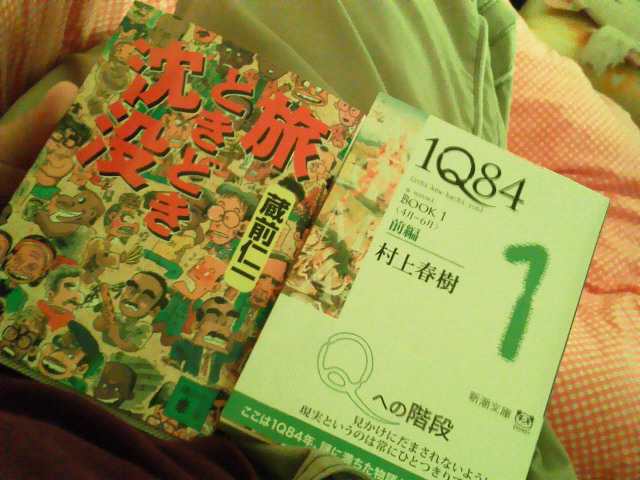 旅
ときどき
沈没
蔵前仁一
1Q84
a novel
BOOK 1
〈4月-6月〉
前編
村上春樹
1
新潮文庫
Qへの階段
見かけにだまされないように
現実というのは常にひとつきり
ここは1Q84年。